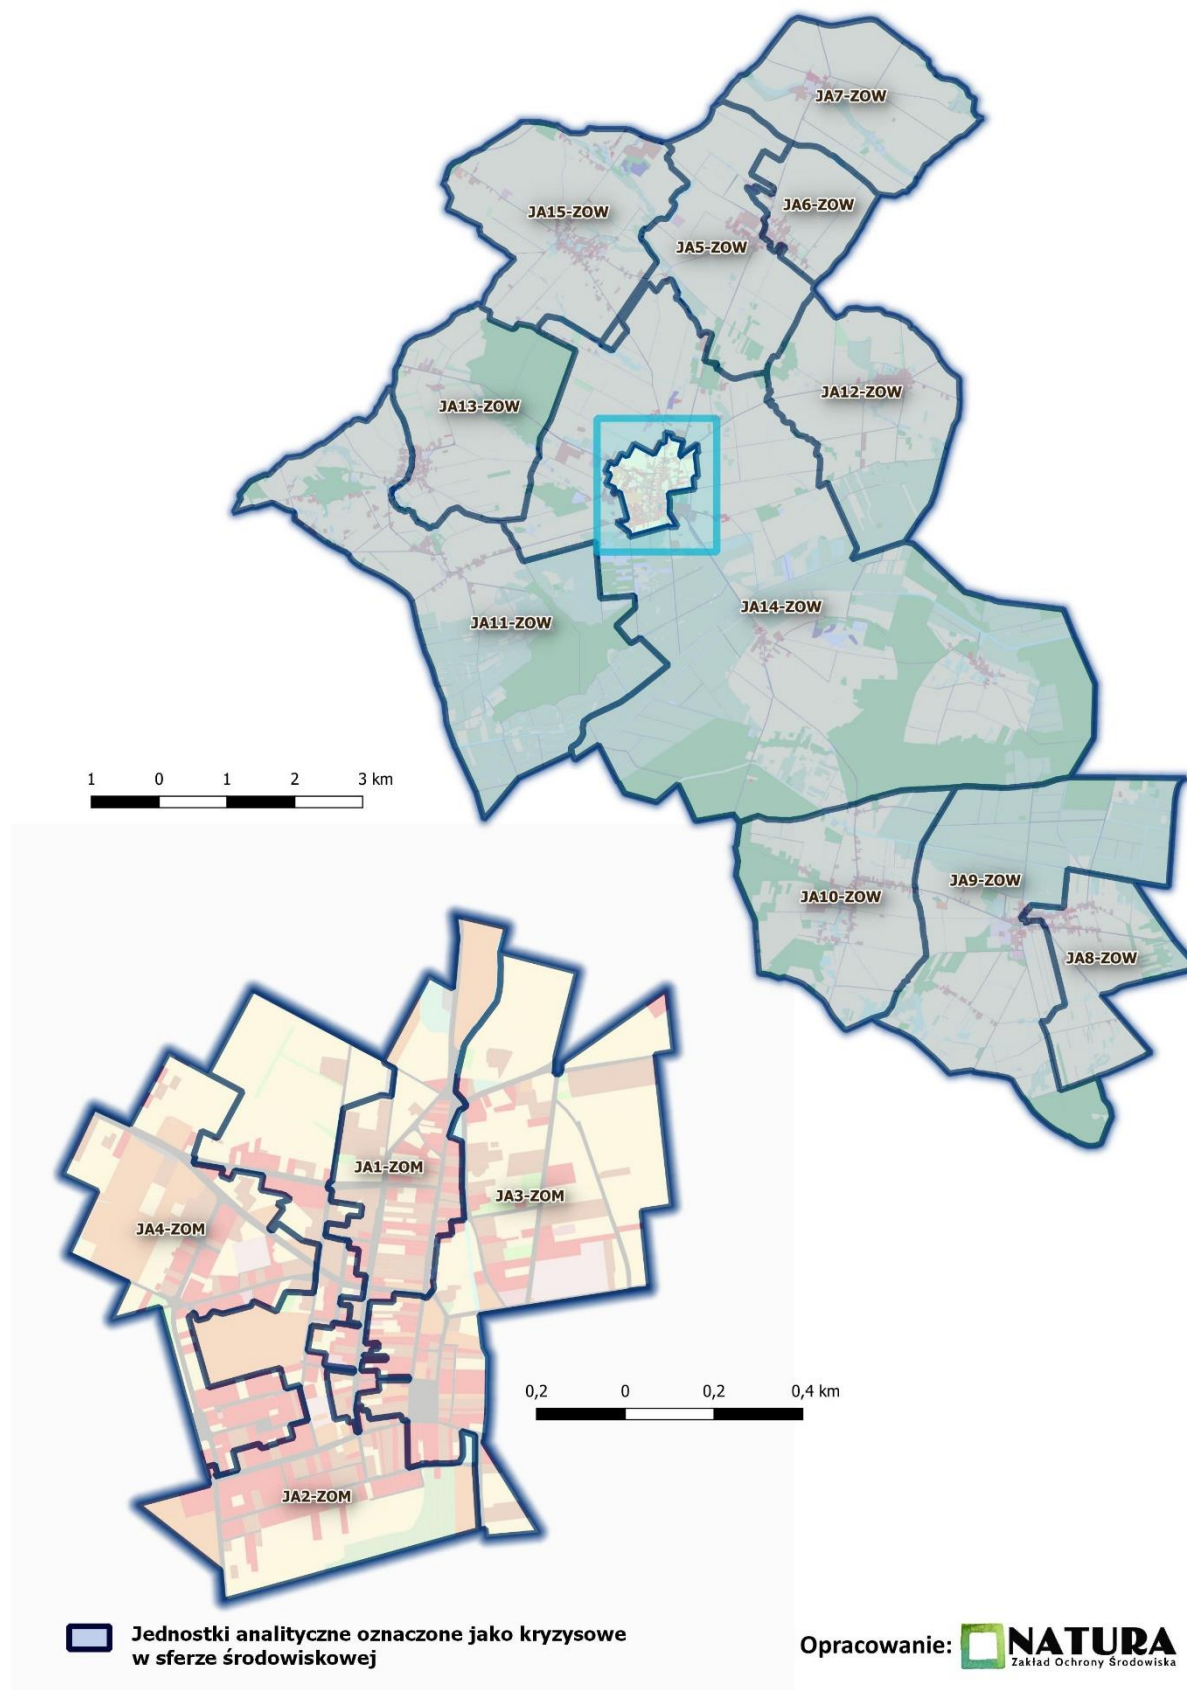 JA7-ZOW
JA6-ZOW
JA15-ZOW
JA5-ZOW
JA12-ZOW
JA13-ZOW
JA14-ZOW
JA11-ZOW
1 0 1 2 3 km
JA9-ZOW
JA10-ZOW
JA8-ZOW
JA1-ZOM
JA3-ZOM
JA4-ZOM
0,2 0 0,2 0,4 km
JA2-ZOM
Jednostki analityczne oznaczone jako kryzysowe
w sferze środowiskowej
Opracowanie: NATURA
Zakład Ochrony Środowiska